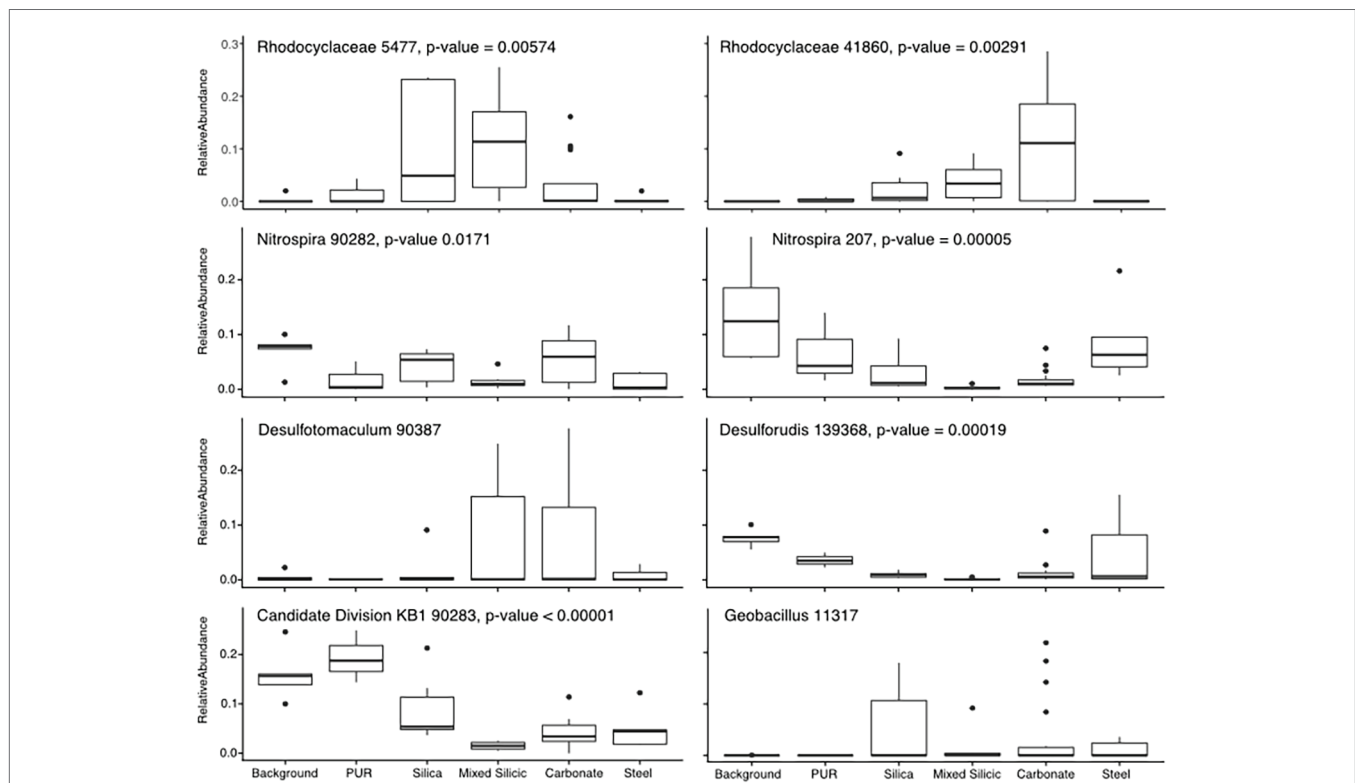 Rhodocyclaceae 5477, p-value = 0.00574
Rhodocyclaceae 41860, p-value = 0.00291
RelativeAbundance
0.3
0.2
0.1
0.0
Nitrospira 90282, p-value 0.0171
Nitrospira 207, p-value = 0.00005
RelativeAbundance
0.2
0.1
0.0
Desulfotomaculum 90387
Desulforudis 139368, p-value = 0.00019
RelativeAbundance
0.2
0.1
0.0
Candidate Division KB1 90283, p-value < 0.00001
Geobacillus 11317
RelativeAbundance
0.2
0.1
0.0
Background PUR Silica Mixed Silicic Carbonate Steel
Background PUR Silica Mixed Silicic Carbonate Steel